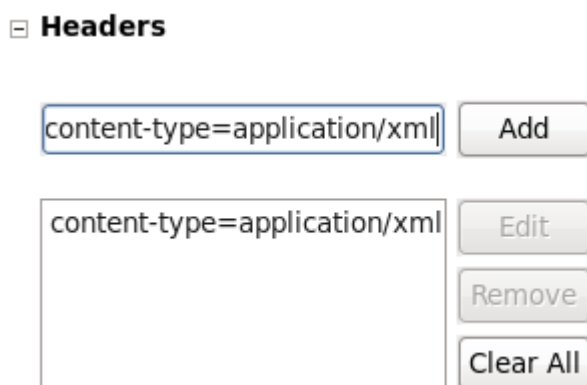 Headers
content-type=application/xml
Add
content-type=application/xml
Edit
Remove
Clear All